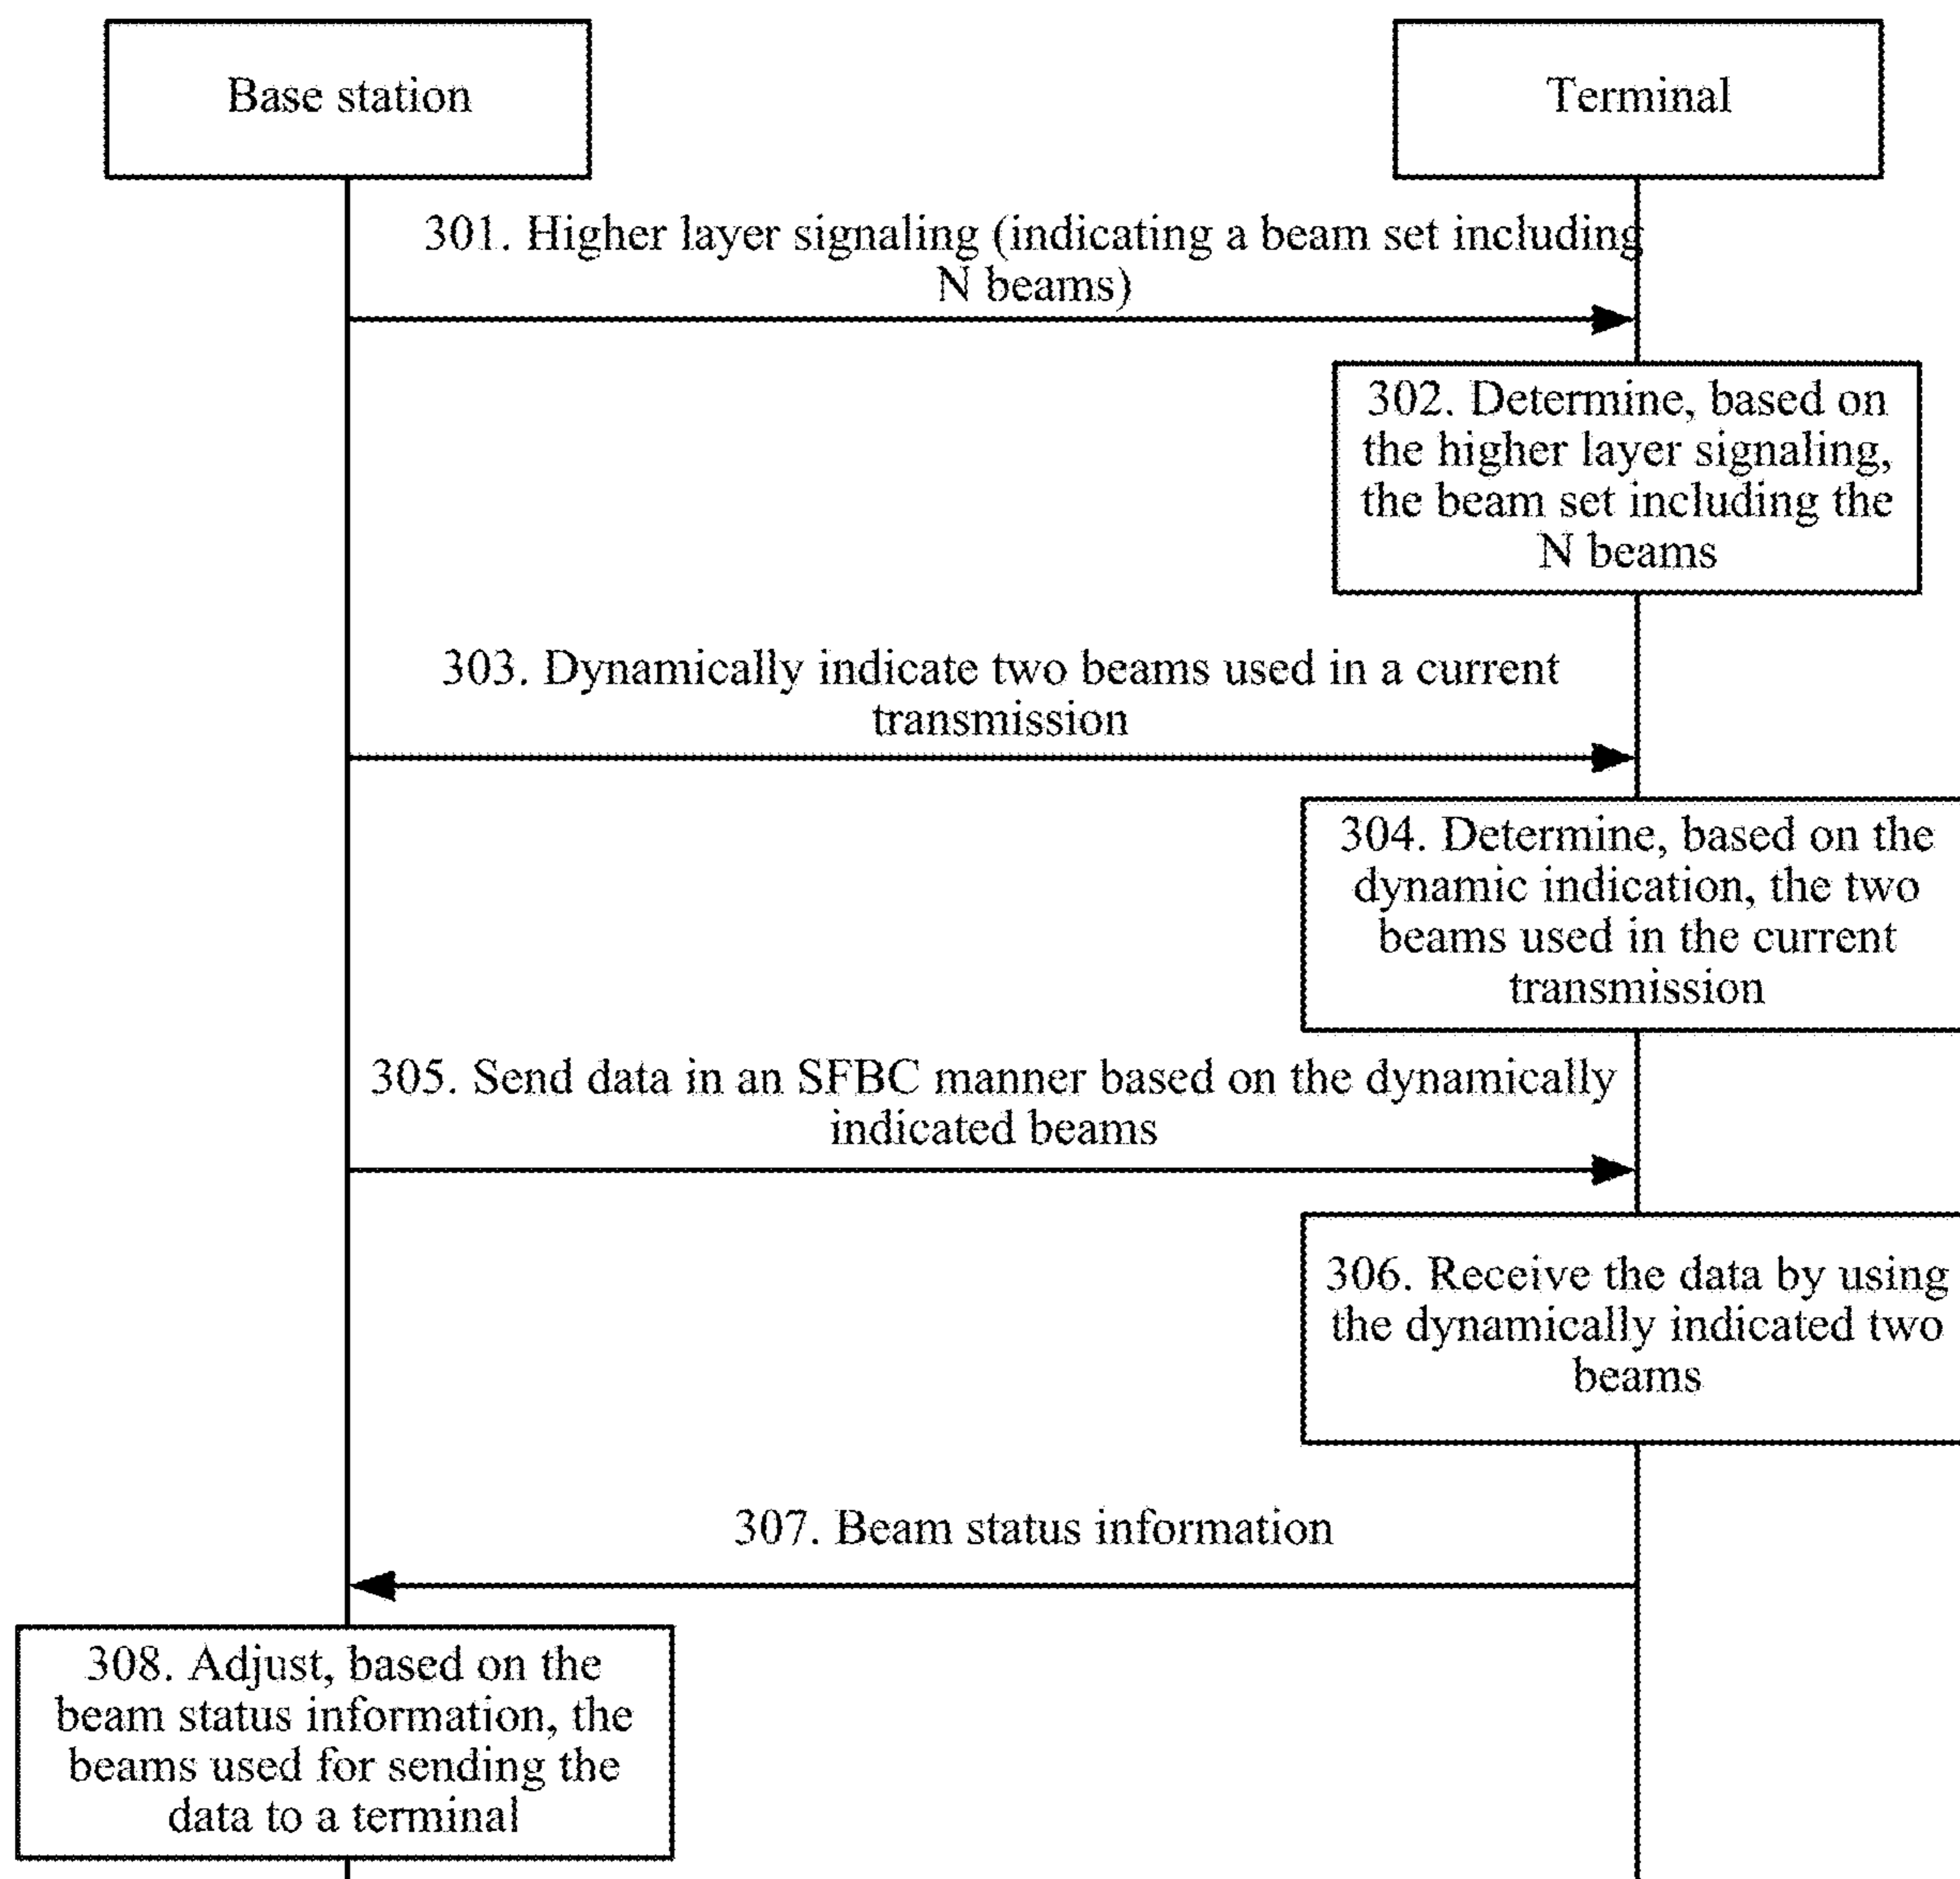 Base station
Terminal
301. Higher layer signaling (indicating a beam set including
N beams)
302. Determine, based on
the higher layer signaling,
the beam set including the
N beams
303. Dynamically indicate two beams used in a current
transmission
304. Determine, based on the
dynamic indication, the two
beams used in the current
transmission
305. Send data in an SFBC manner based on the dynamically
indicated beams
306. Receive the data by using
the dynamically indicated two
beams
307. Beam status information
308. Adjust, based on the
beam status information, the
beams used for sending the
data to a terminal